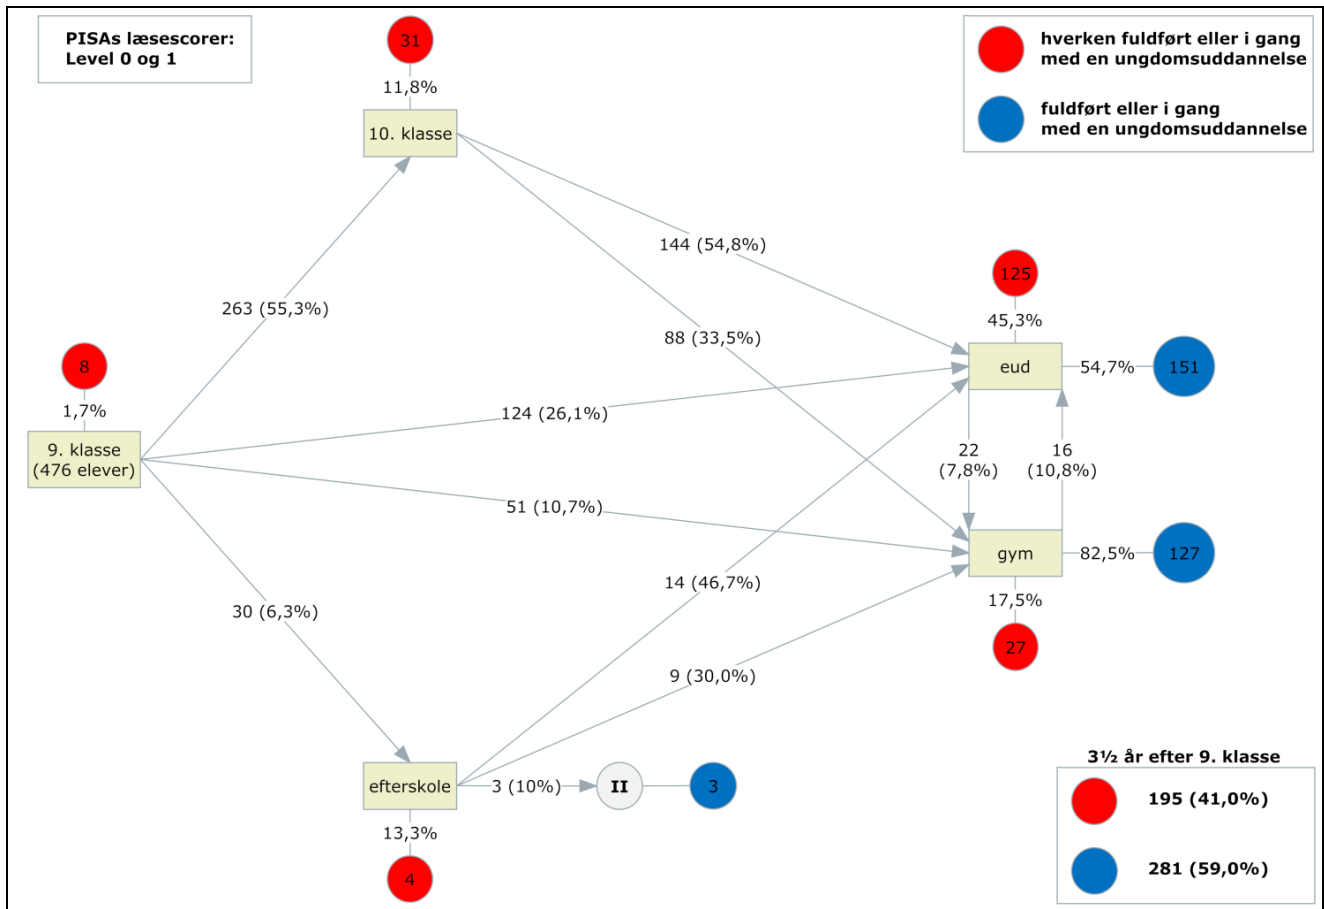 PISAs læsescorer:
Level 0 og 1
31
11,8%
10. klasse
hverken fuldført eller i gang
med en ungdomsuddannelse
fuldført eller i gang
med en ungdomsuddannelse
144 (54,8%)
263 (55,3%)
88 (33,5%)
125
45,3%
eud
54,7%
151
8
1,7%
9. klasse
(476 elever)
124 (26,1%)
22
(7,8%)
16
(10,8%)
51 (10,7%)
gym
82,5%
127
17,5%
27
14 (46,7%)
30 (6,3%)
9 (30,0%)
efterskole
3 (10%)
II
3
13,3%
4
3½ år efter 9. klasse
195 (41,0%)
281 (59,0%)